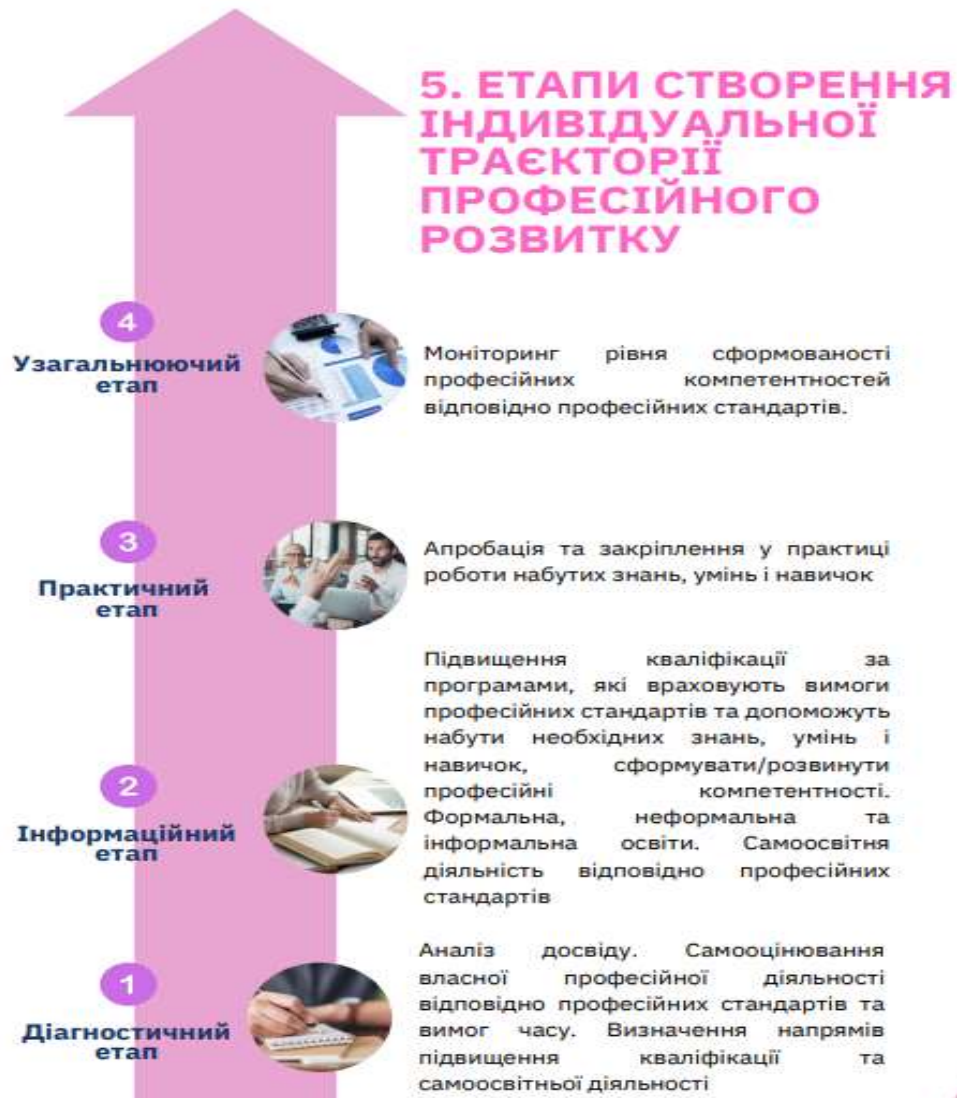 5. ЕТАПИ СТВОРЕННЯ
ІНДИВІДУАЛЬНОЇ
ТРАЄКТОРІЇ
ПРОФЕСІЙНОГО
РОЗВИТКУ
4
Узагальнюючий
етап
Моніторинг рівня сформованості
професійних компетентностей
відповідно професійних стандартів.
3
Практичний
етап
Апробація та закріплення у практиці
роботи набутих знань, умінь і навичок
2
Інформаційний
етап
Підвищення кваліфікації за
програмами, які враховують вимоги
професійних стандартів та допоможуть
набути необхідних знань, умінь і
навичок, сформувати/розвинути
професійні компетентності.
Формальна, неформальна та
інформальна освіти. Самоосвітня
діяльність відповідно професійних
стандартів
1
Діагностичний
етап
Аналіз досвіду. Самооцінювання
власної професійної діяльності
відповідно професійних стандартів та
вимог часу. Визначення напрямів
підвищення кваліфікації та
самоосвітньої діяльності